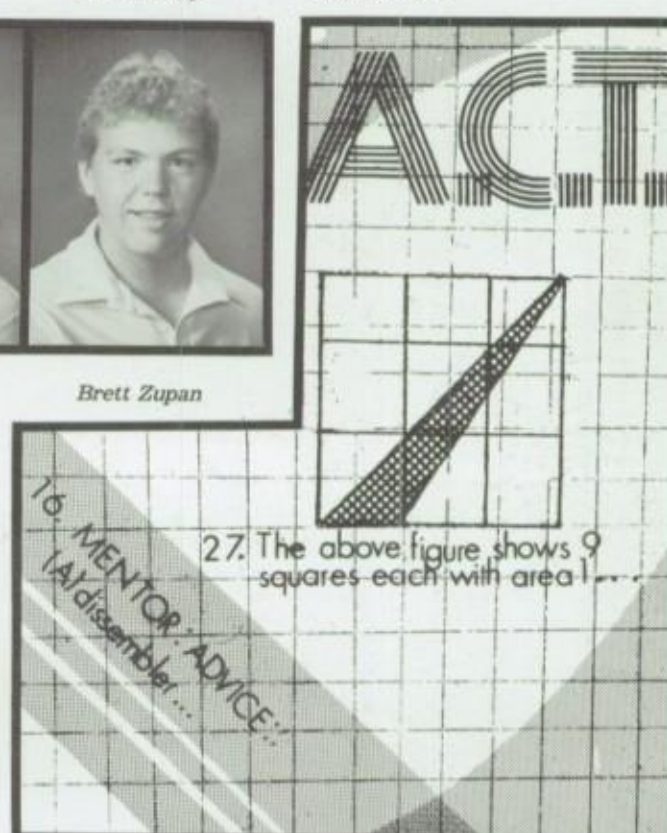 A.C.T.
Brett Zupan
27. The above figure shows 9
squares each with area 1...
16. MENTOR: ADVICE::
(A) dissembler...